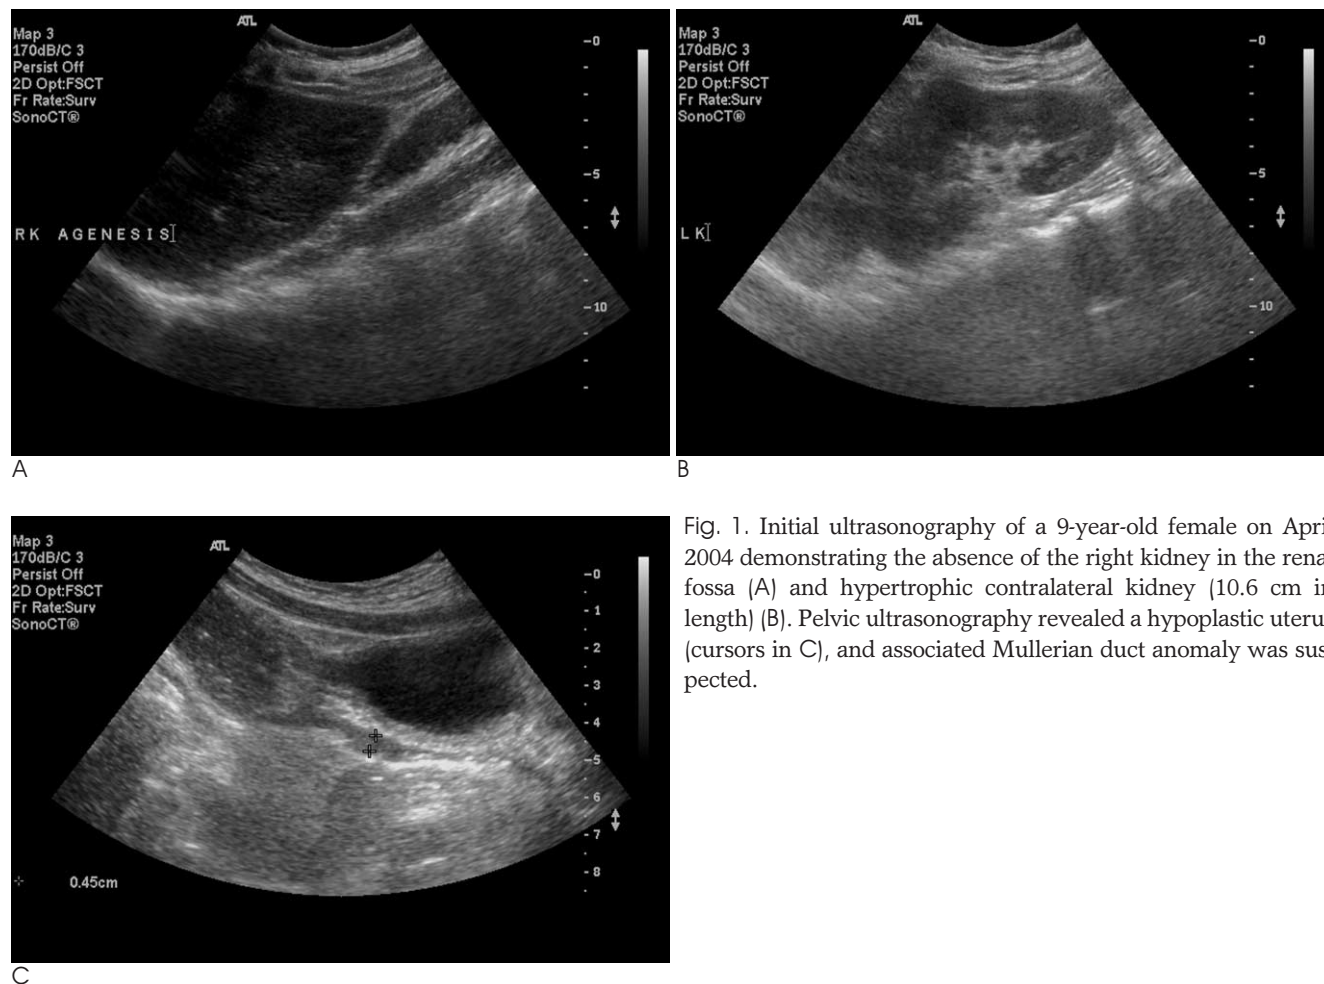 ATL
Map 3
170dB/C 3
Persist Off
2D Opt:FSCT
Fr Rate:Surv
SonoCT®
0
5
10
RK AGENESIS
A
ATL
Map 3
170dB/C 3
Persist Off
2D Opt:FSCT
Fr Rate:Surv
SonoCT®
0
5
10
LK
B
ATL
Map 3
170dB/C 3
Persist Off
2D Opt:FSCT
Fr Rate:Surv
SonoCT®
0
1
2
3
4
5
6
7
8
0.45cm
C
Fig. 1. Initial ultrasonography of a 9-year-old female on Apri
2004 demonstrating the absence of the right kidney in the rena
fossa (A) and hypertrophic contralateral kidney (10.6 cm in
length) (B). Pelvic ultrasonography revealed a hypoplastic uteru
(cursors in C), and associated Mullerian duct anomaly was sus
pected.